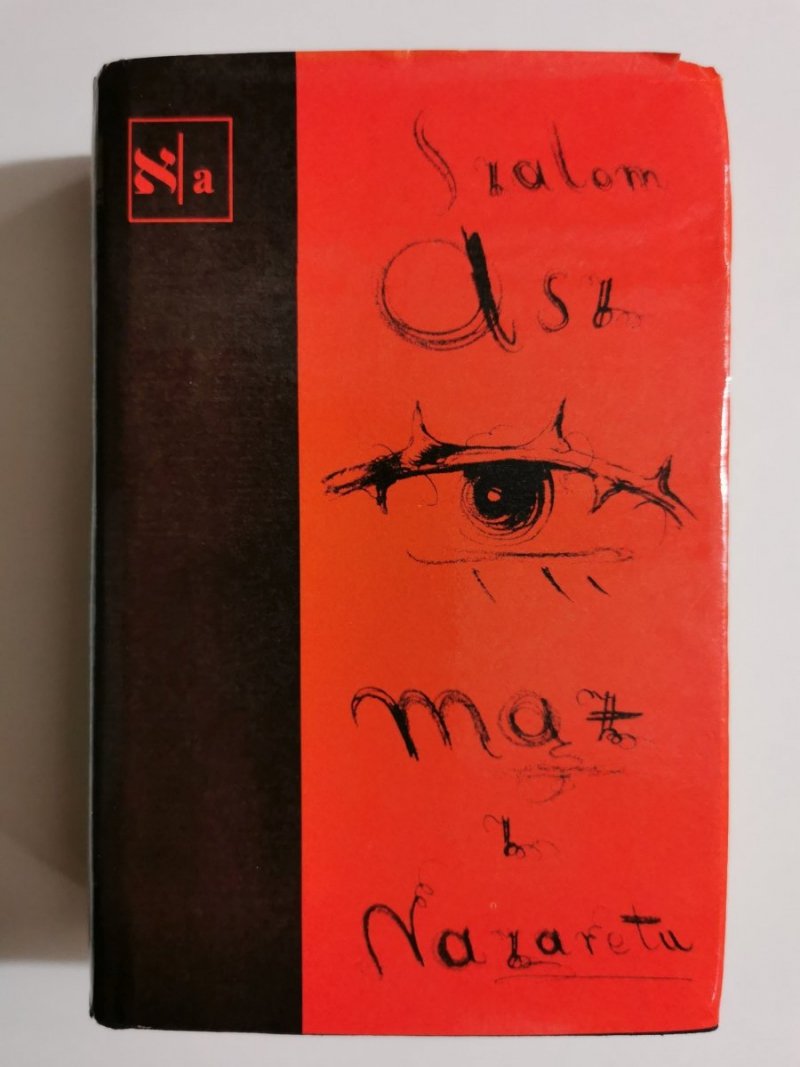 א|a
Szalom
Asz
mąż
z
Nazaretu